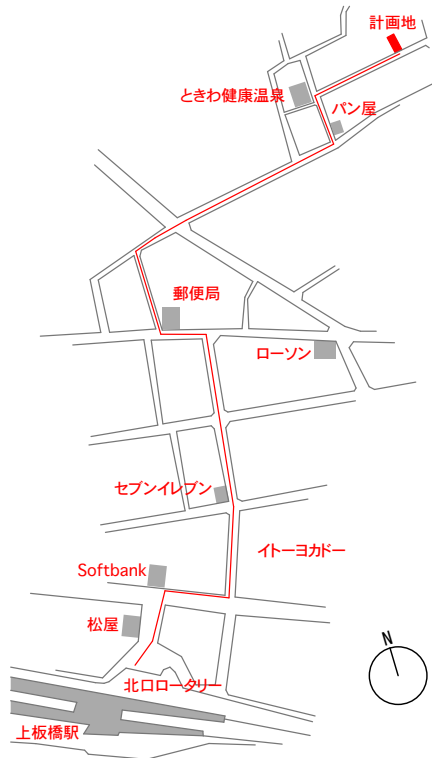 計画地
ときわ健康温泉
パン屋
郵便局
ローソン
セブンイレブン
イトーヨカドー
Softbank
松屋
N
北口ロータリー
上板橋駅